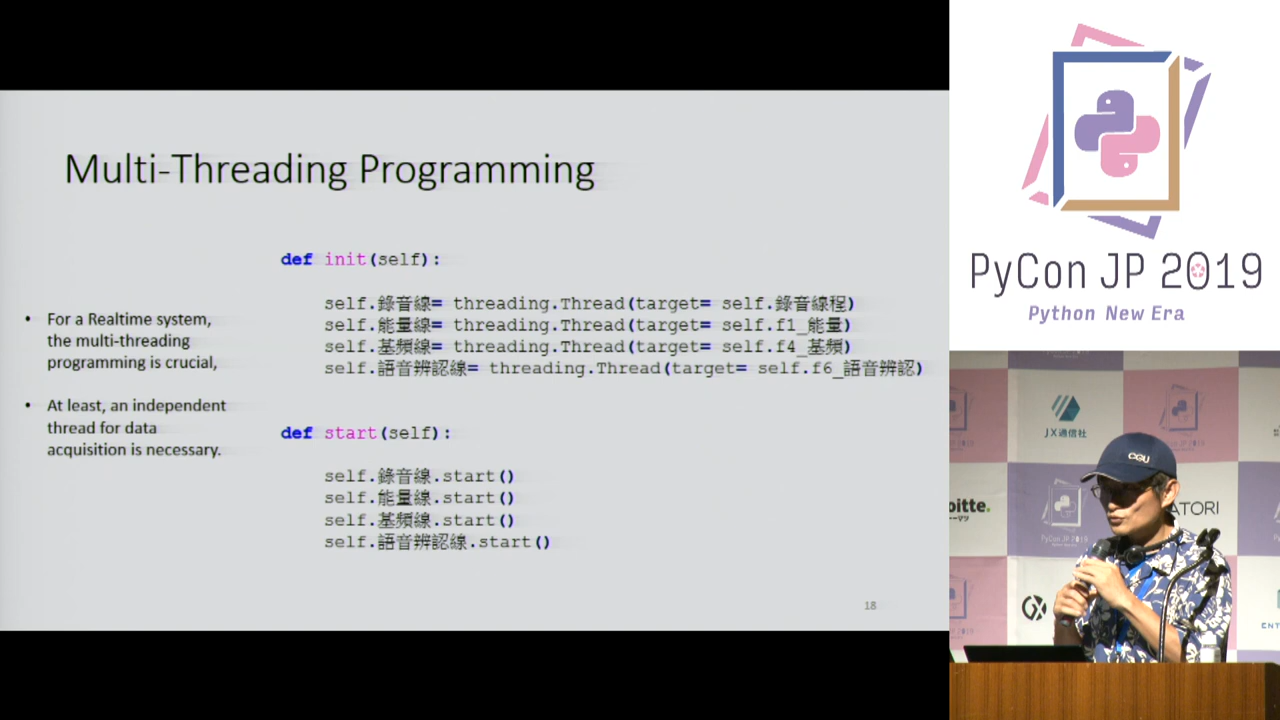 Multi-Threading Programming
• For a Realtime system,
the multi-threading
programming is crucial,
• At least, an independent
thread for data
acquisition is necessary.
def init(self):
self.錄音線= threading.Thread(target= self.錄音線程)
self.能量線= threading.Thread(target= self.f1_能量)
self.基頻線= threading.Thread(target= self.f4_基頻)
self.語音辨認線= threading.Thread(target= self.f6_語音辨認)
def start(self):
self.錄音線.start()
self.能量線.start()
self.基頻線.start()
self.語音辨認線.start()
18
PyCon JP 2019
Python New Era
JX通信社
CGU
PyCon JP 2019